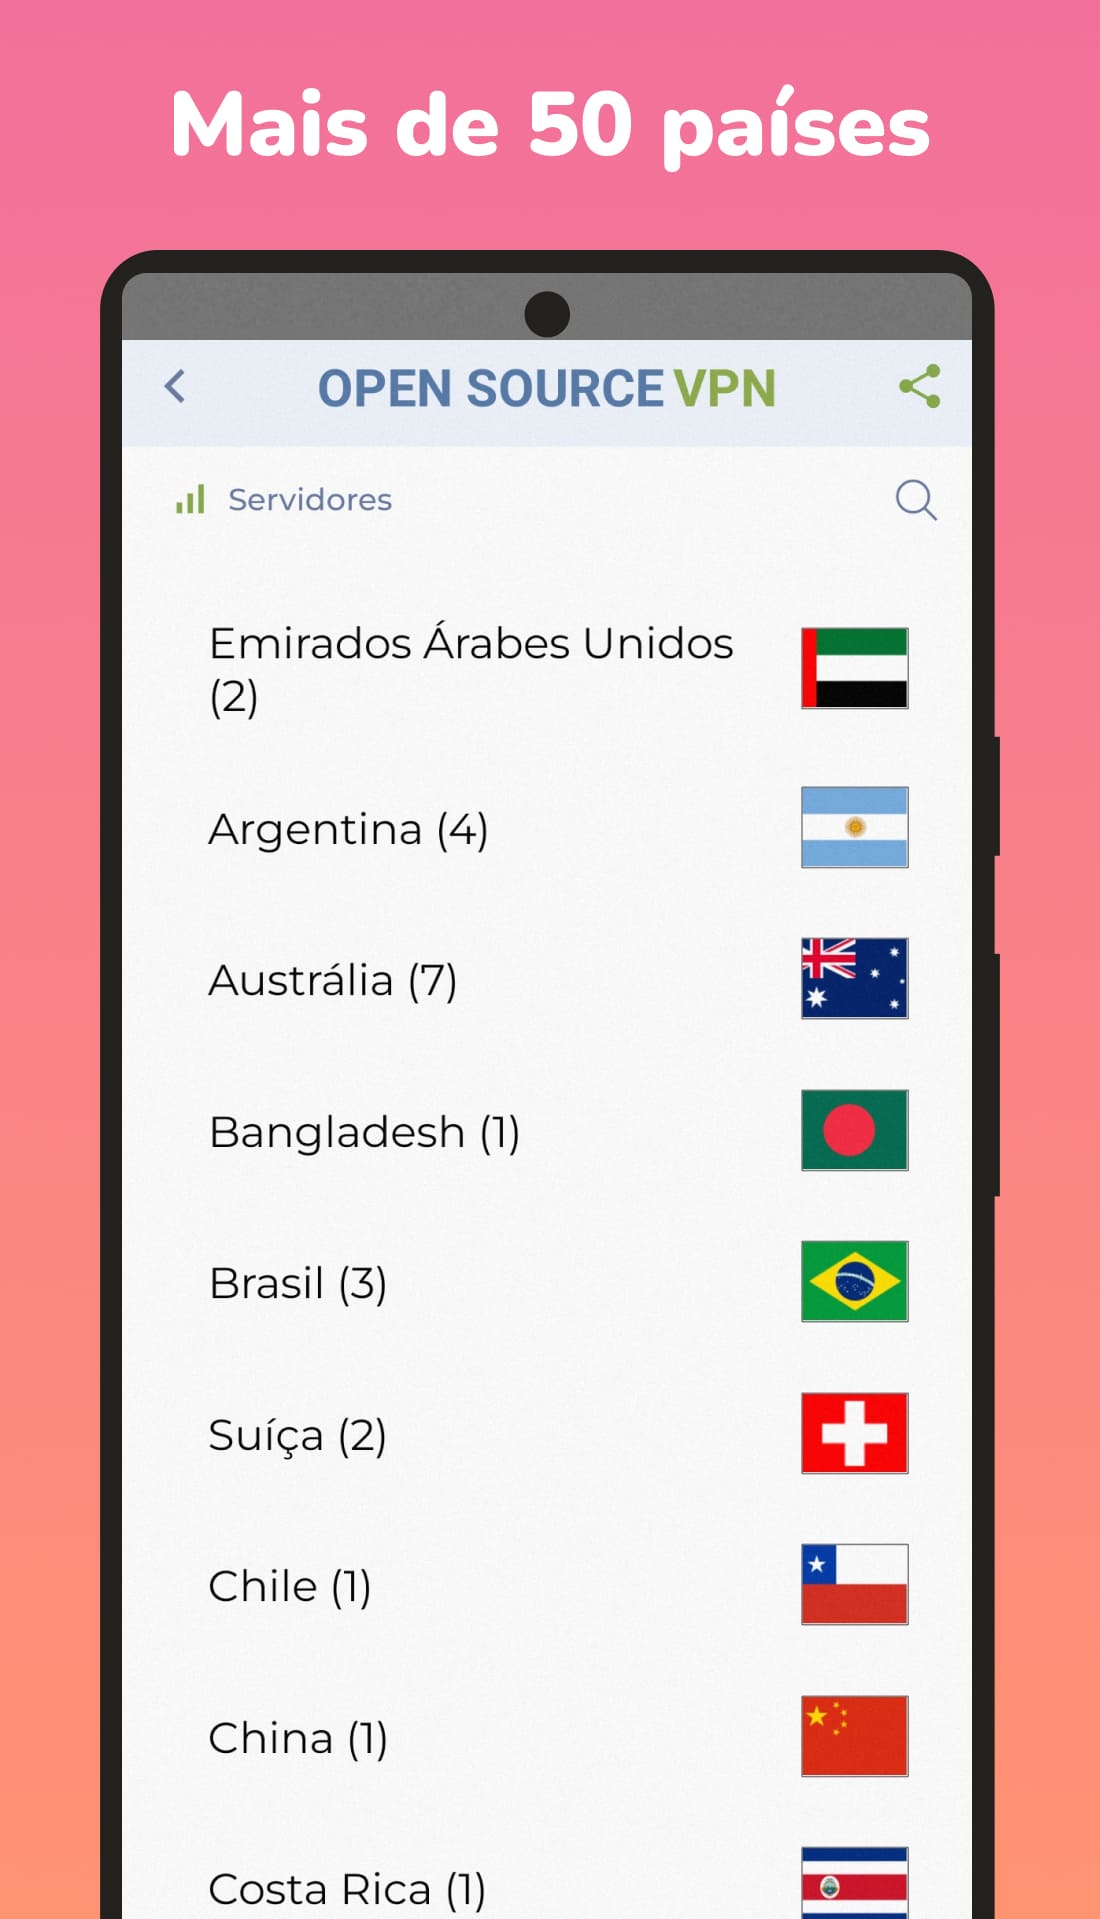 Mais de 50 países
OPEN SOURCE VPN
Servidores
Emirados Árabes Unidos
(2)
Argentina (4)
Austrália (7)
Bangladesh (1)
Brasil (3)
Suíça (2)
Chile (1)
China (1)
Costa Rica (1)